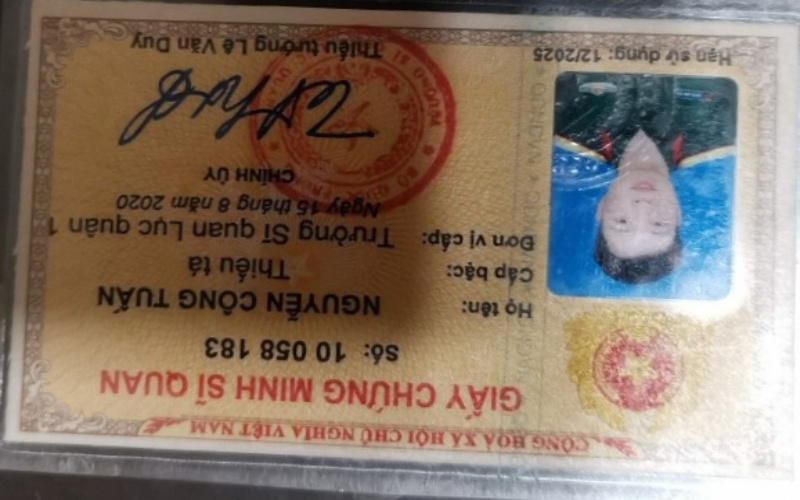 CỘNG HOÀ XÃ HỘI CHỦ NGHĨA VIỆT NAM
GIẤY CHỨNG MINH SĨ QUAN
Số: 10 058 183
Họ tên: NGUYỄN CÔNG TUẤN
Cấp bậc: Thiếu tá
Đơn vị cấp: Trường Sĩ quan Lục quân 1
Ngày 15 tháng 8 năm 2020
CHÍNH ỦY
Hạn sử dụng: 12/2025
Thiếu tướng Lê Văn Duy